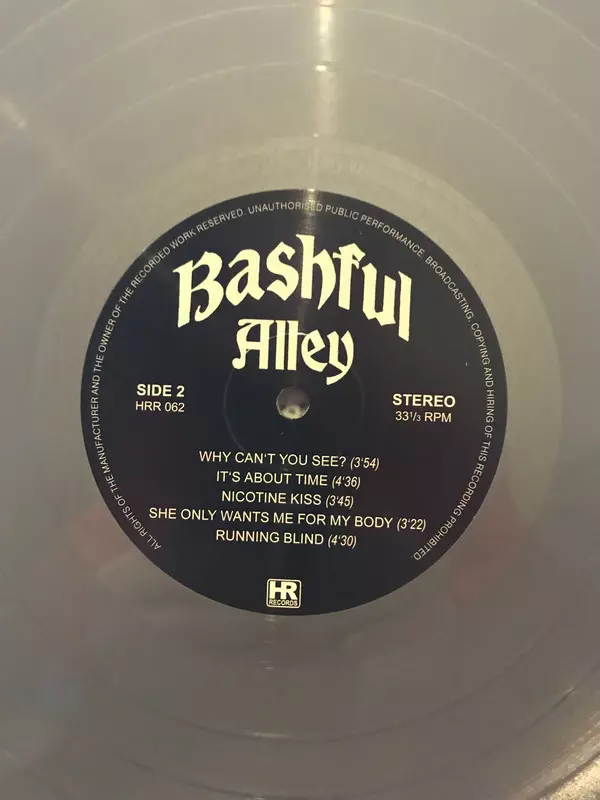 ALL RIGHTS OF THE MANUFACTURER AND THE OWNER OF THE RECORDED WORK RESERVED. UNAUTHORISED PUBLIC PERFORMANCE, BROADCASTING, COPYING AND HIRING OF THIS RECORDING PROHIBITED.
Bashful
Alley
SIDE 2
HRR 062
STEREO
33 1/3 RPM
WHY CAN'T YOU SEE? (3'54)
IT'S ABOUT TIME (4'36)
NICOTINE KISS (3'45)
SHE ONLY WANTS ME FOR MY BODY (3'22)
RUNNING BLIND (4'30)
HR
RECORDS